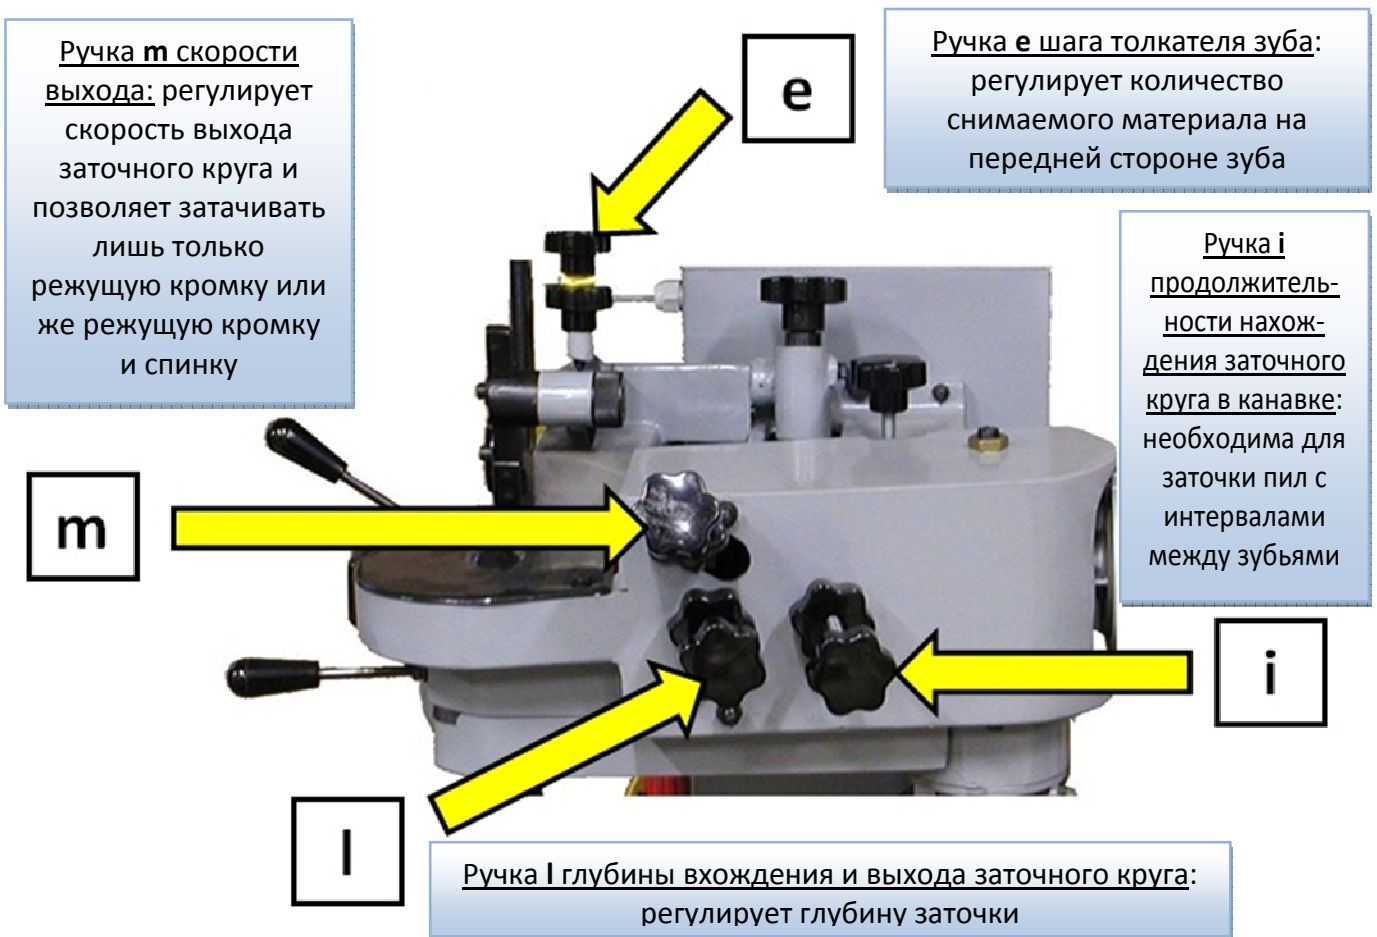 Ручка m скорости
выхода: регулирует
скорость выхода
заточного круга и
позволяет затачивать
лишь только
режущую кромку или
же режущую кромку
и спинку
e
Ручка e шага толкателя зуба:
регулирует количество
снимаемого материала на
передней стороне зуба
Ручка i
продолжитель-
ности нахож-
дения заточного
круга в канавке:
необходима для
заточки пил с
интервалами
между зубьями
m
i
l
Ручка l глубины вхождения и выхода заточного круга:
регулирует глубину заточки